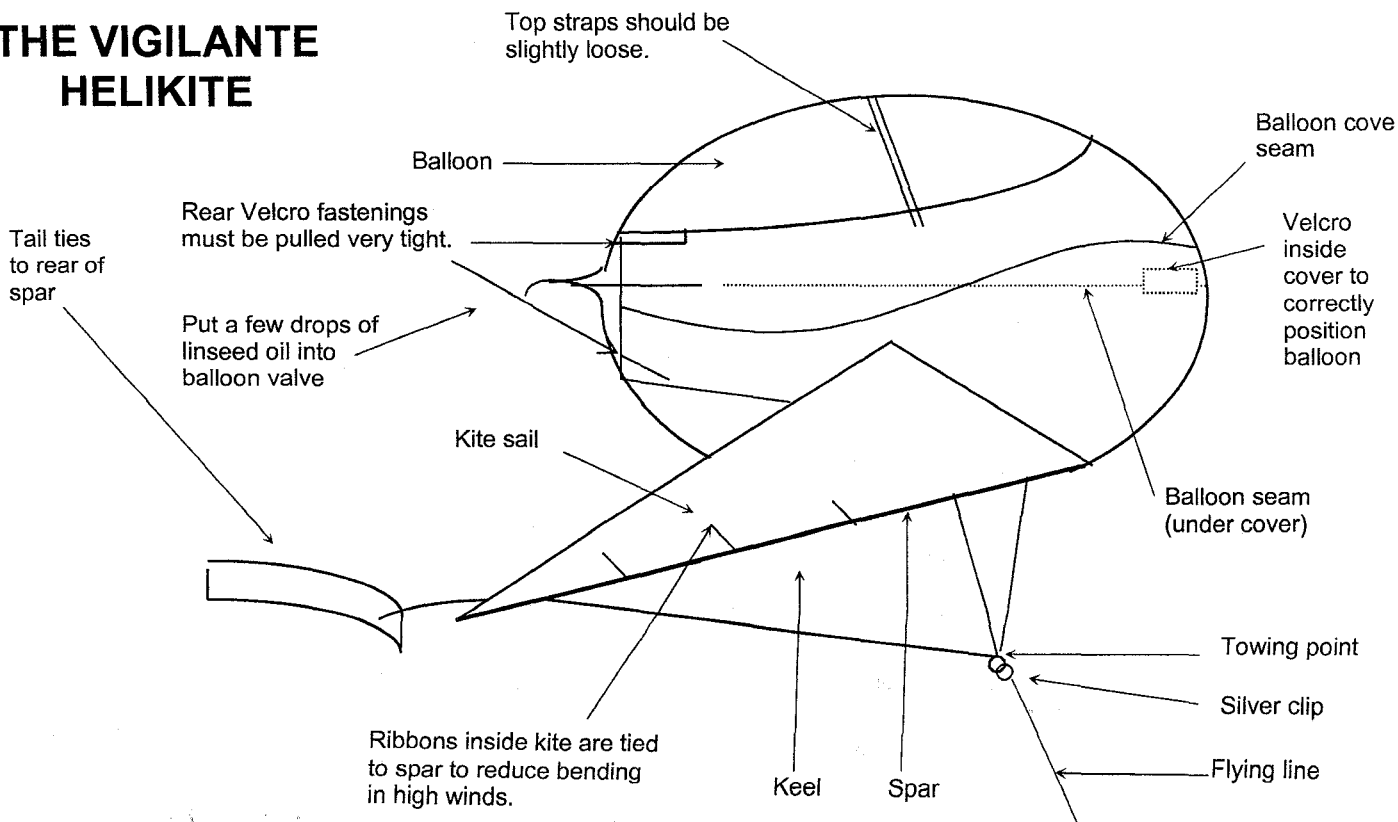 THE VIGILANTE
HELIKITE
Top straps should be
slightly loose.
Balloon
Balloon cove
seam
Rear Velcro fastenings
must be pulled very tight.
Velcro
inside
cover to
correctly
position
balloon
Tail ties
to rear of
spar
Put a few drops of
linseed oil into
balloon valve
Kite sail
Balloon seam
(under cover)
Towing point
Silver clip
Flying line
Ribbons inside kite are tied
to spar to reduce bending
in high winds.
Keel
Spar